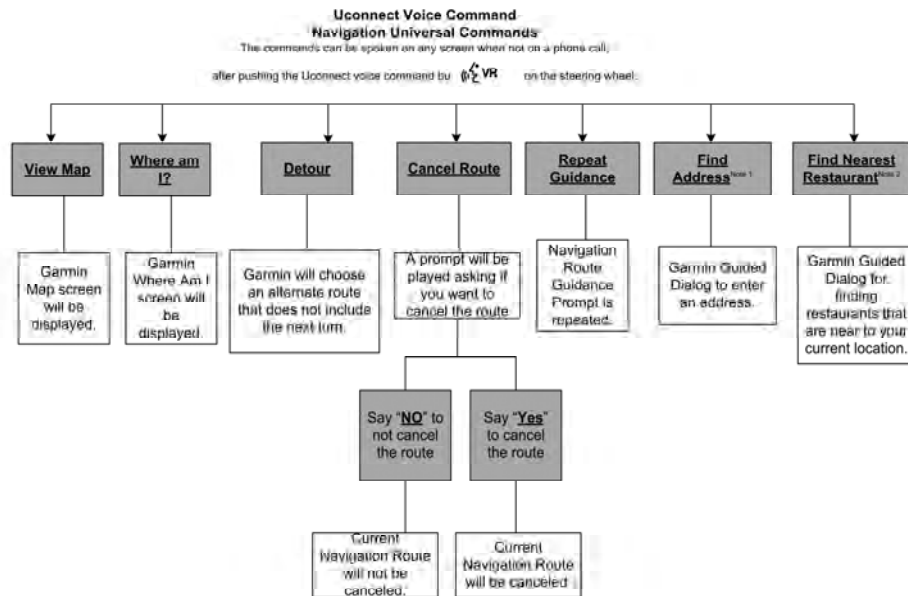 Uconnect Voice Command
Navigation Universal Commands
The commands can be spoken on any screen when not on a phone call,
after pushing the Uconnect voice command by VR on the steering wheel.
View Map
Where am
I?
Detour
Cancel Route
Repeat
Guidance
Find
Address Note 1
Find Nearest
Restaurant Note 2
Garmin
Map screen
will be
displayed.
Garmin
Where Am I
screen will
be
displayed.
Garmin will choose
an alternate route
that does not include
the next turn.
A prompt will be
played asking if
you want to
cancel the route
Navigation
Route
Guidance
Prompt is
repeated.
Garmin Guided
Dialog to enter
an address.
Garmin Guided
Dialog for
finding
restaurants that
are near to your
current location.
Say "NO" to
not cancel
the route
Say "Yes"
to cancel
the route
Current
Navigation Route
will not be
canceled.
Current
Navigation Route
will be canceled